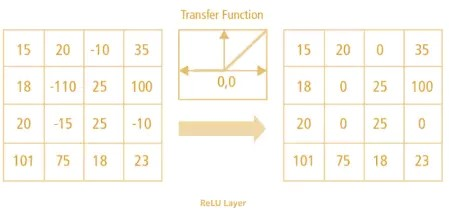 Transfer Function
15 20 -10 35
18 -110 25 100
20 -15 25 -10
101 75 18 23
0,0
15 20 0 35
18 0 25 100
20 0 25 0
101 75 18 23
ReLU Layer